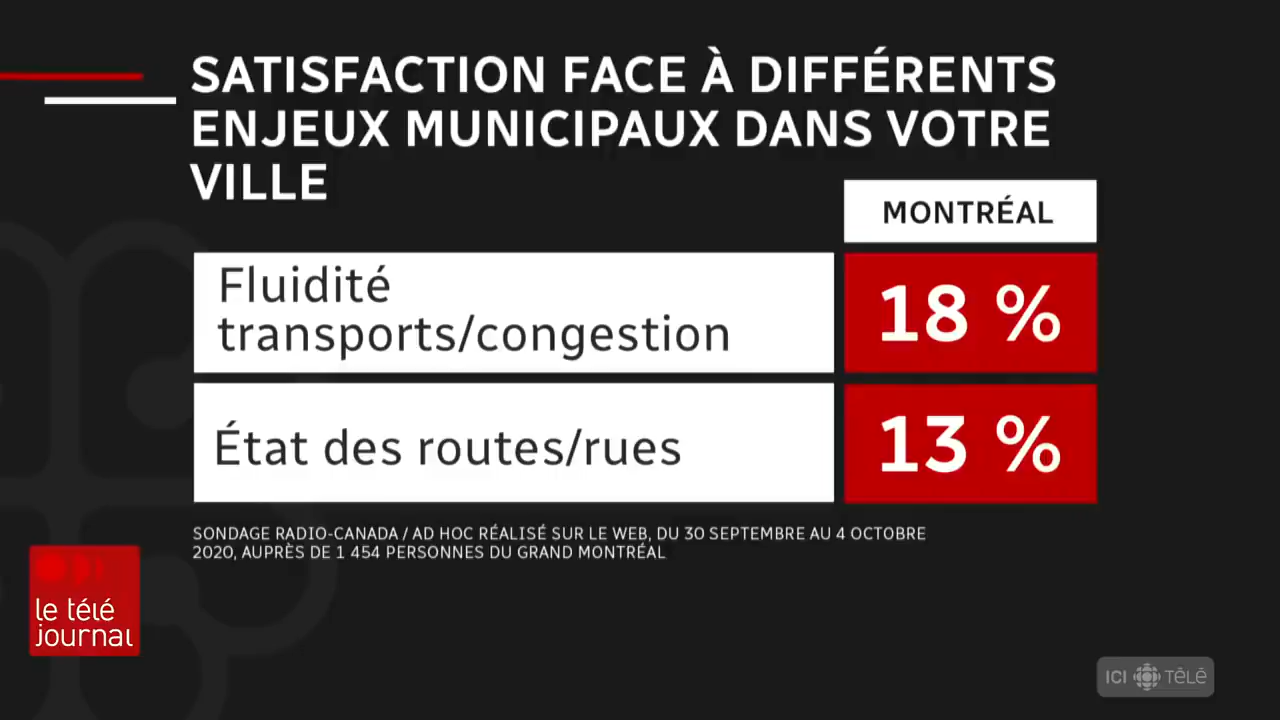 SATISFACTION FACE À DIFFÉRENTS
ENJEUX MUNICIPAUX DANS VOTRE
VILLE
MONTRÉAL
Fluidité
transports/congestion
18 %
État des routes/rues
13 %
SONDAGE RADIO-CANADA / AD HOC RÉALISÉ SUR LE WEB, DU 30 SEPTEMBRE AU 4 OCTOBRE
2020, AUPRÈS DE 1 454 PERSONNES DU GRAND MONTRÉAL
le télé
journal
ICI TÉLÉ